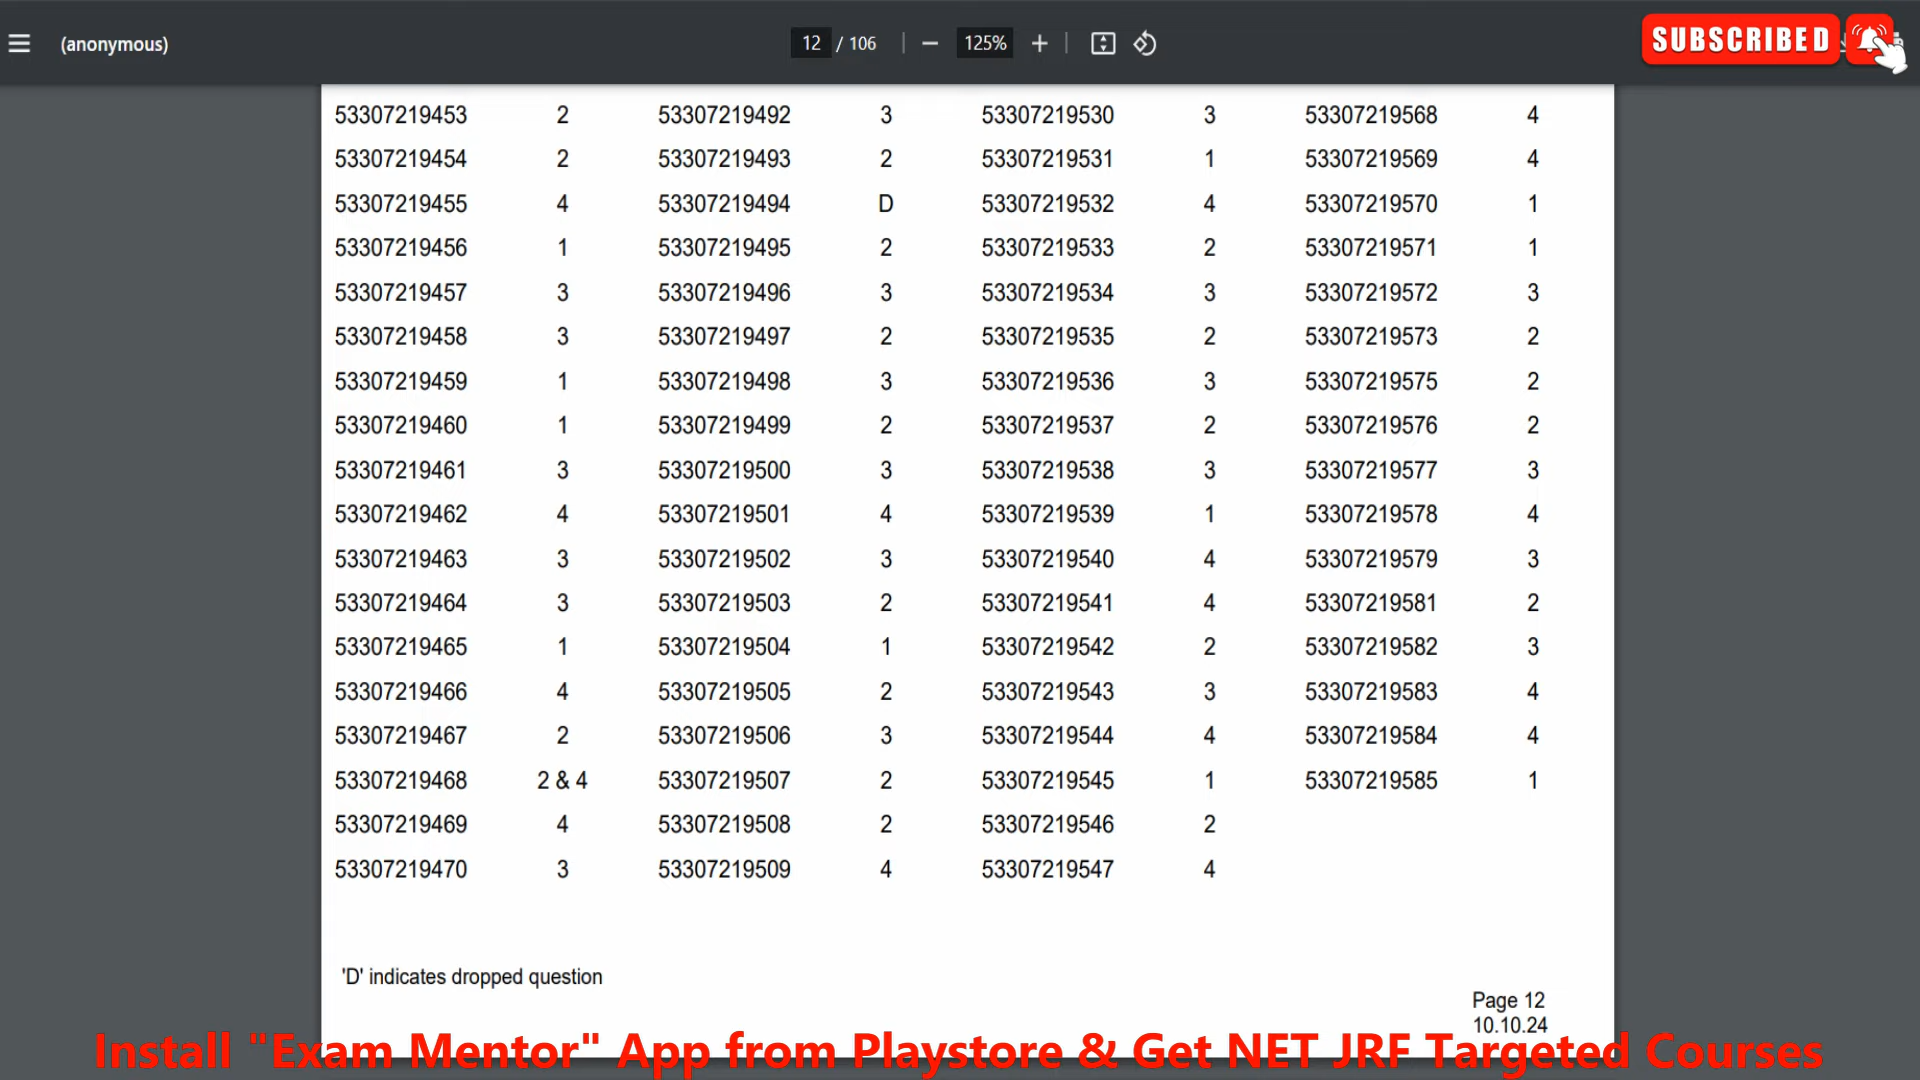 (anonymous)
12 / 106
125%
SUBSCRIBED
53307219453 2 53307219492 3 53307219530 3 53307219568 4
53307219454 2 53307219493 2 53307219531 1 53307219569 4
53307219455 4 53307219494 D 53307219532 4 53307219570 1
53307219456 1 53307219495 2 53307219533 2 53307219571 1
53307219457 3 53307219496 3 53307219534 3 53307219572 3
53307219458 3 53307219497 2 53307219535 2 53307219573 2
53307219459 1 53307219498 3 53307219536 3 53307219575 2
53307219460 1 53307219499 2 53307219537 2 53307219576 2
53307219461 3 53307219500 3 53307219538 3 53307219577 3
53307219462 4 53307219501 4 53307219539 1 53307219578 4
53307219463 3 53307219502 3 53307219540 4 53307219579 3
53307219464 3 53307219503 2 53307219541 4 53307219581 2
53307219465 1 53307219504 1 53307219542 2 53307219582 3
53307219466 4 53307219505 2 53307219543 3 53307219583 4
53307219467 2 53307219506 3 53307219544 4 53307219584 4
53307219468 2 & 4 53307219507 2 53307219545 1 53307219585 1
53307219469 4 53307219508 2 53307219546 2
53307219470 3 53307219509 4 53307219547 4
'D' indicates dropped question
Page 12
10.10.24
Install "Exam Mentor" App from Playstore & Get NET JRF Targeted Courses